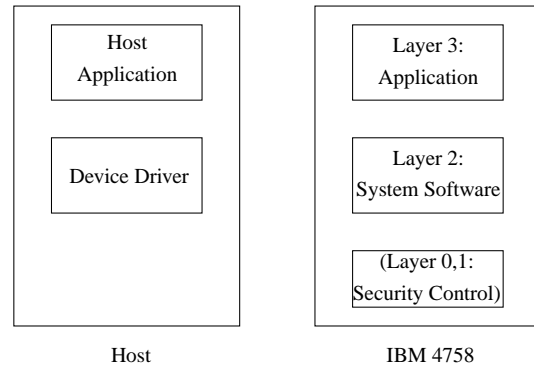 Host
Application
Device Driver
Host
Layer 3:
Application
Layer 2:
System Software
(Layer 0,1:
Security Control)
IBM 4758